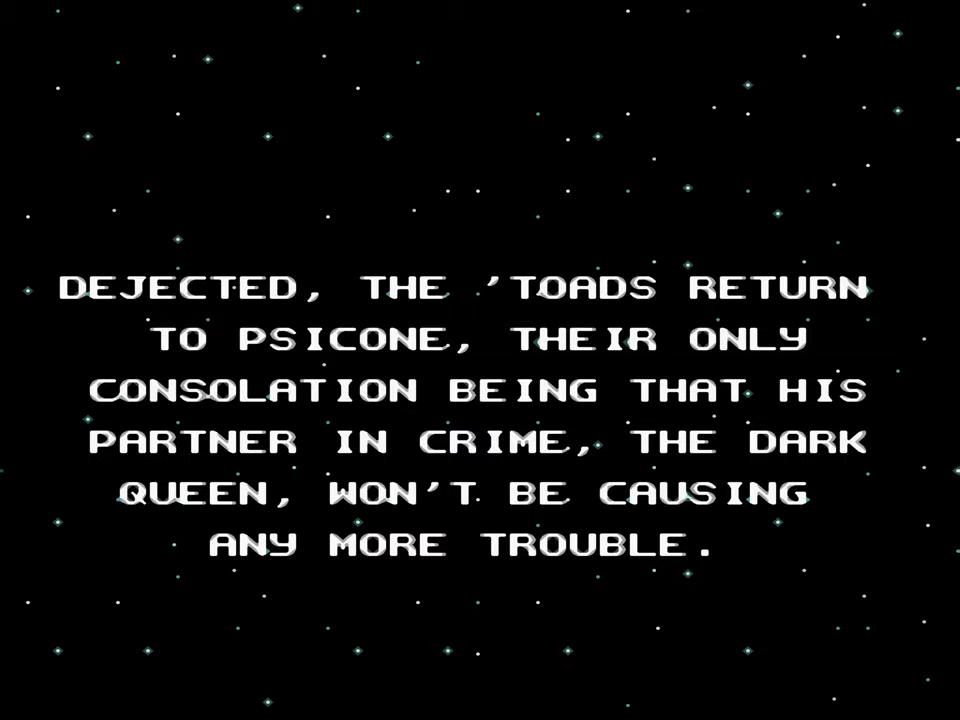 DEJECTED, THE 'TOADS RETURN
TO PSICONE, THEIR ONLY
CONSOLATION BEING THAT HIS
PARTNER IN CRIME, THE DARK
QUEEN, WON'T BE CAUSING
ANY MORE TROUBLE.